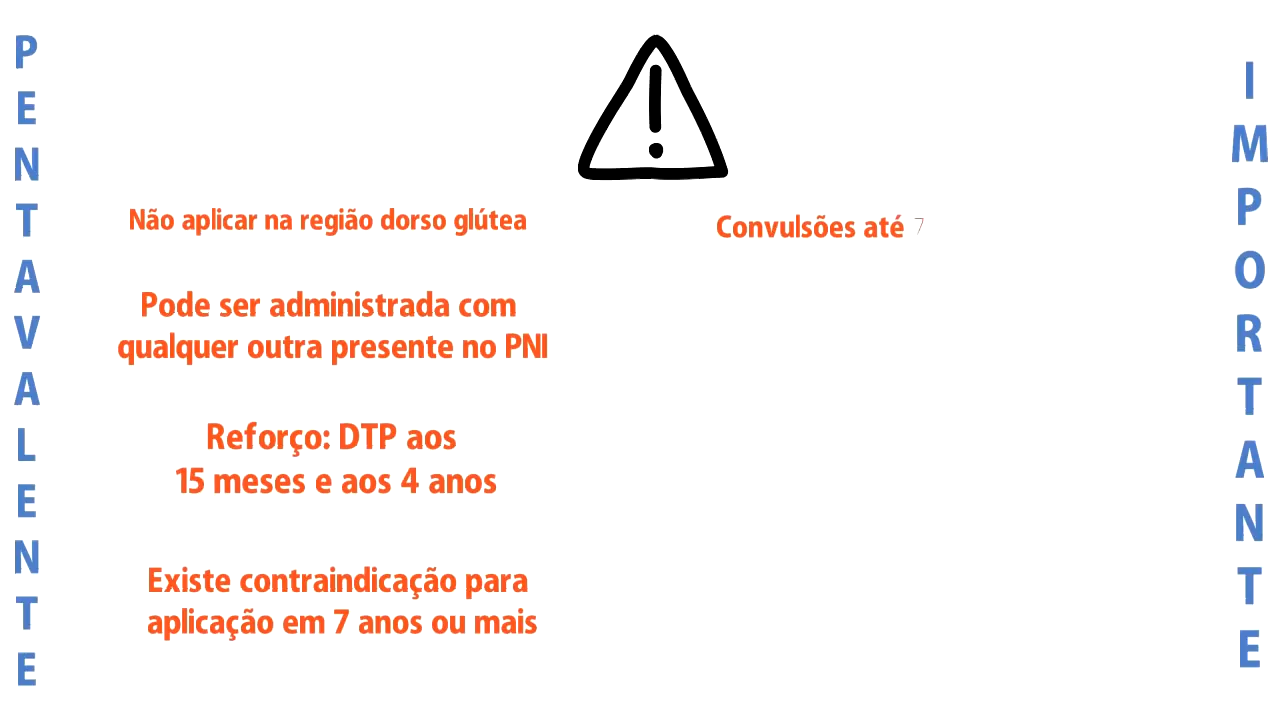 PENTAVALENTE
Não aplicar na região dorso glútea
Pode ser administrada com
qualquer outra presente no PNI
Reforço: DTP aos
15 meses e aos 4 anos
Existe contraindicação para
aplicação em 7 anos ou mais
Convulsões até 7
IMPORTANTE